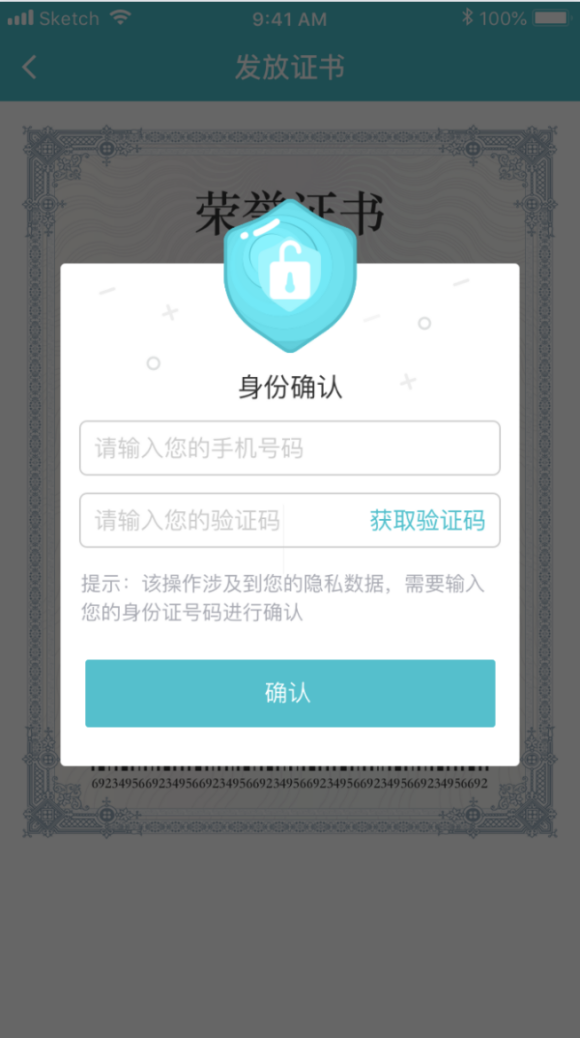 Sketch 9:41 AM 100%
发放证书
荣誉证书
身份确认
请输入您的手机号码
请输入您的验证码 获取验证码
提示：该操作涉及到您的隐私数据，需要输入
您的身份证号码进行确认
确认
692349566923495669234956692349566923495669234956692349566923495 6692